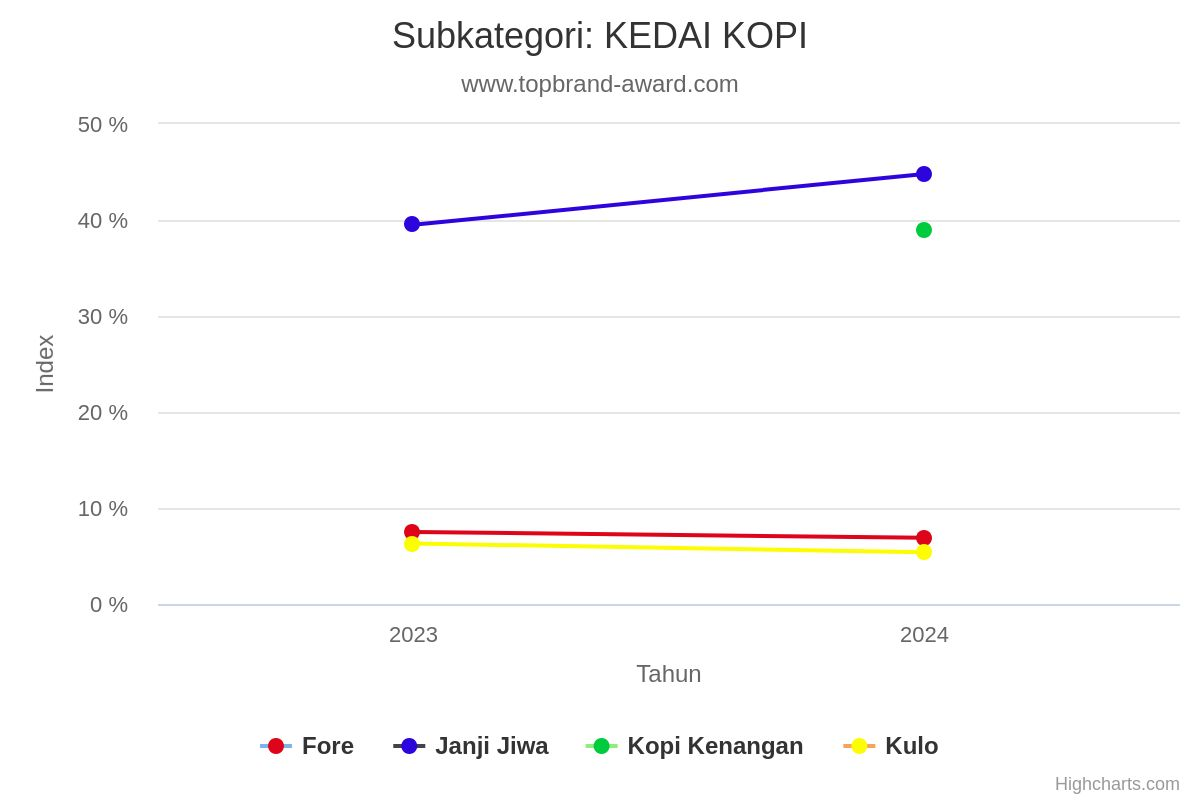 Subkategori: KEDAI KOPI
www.topbrand-award.com
50 %
40 %
30 %
20 %
10 %
0 %
Index
2023 2024
Tahun
Fore Janji Jiwa Kopi Kenangan Kulo
Highcharts.com